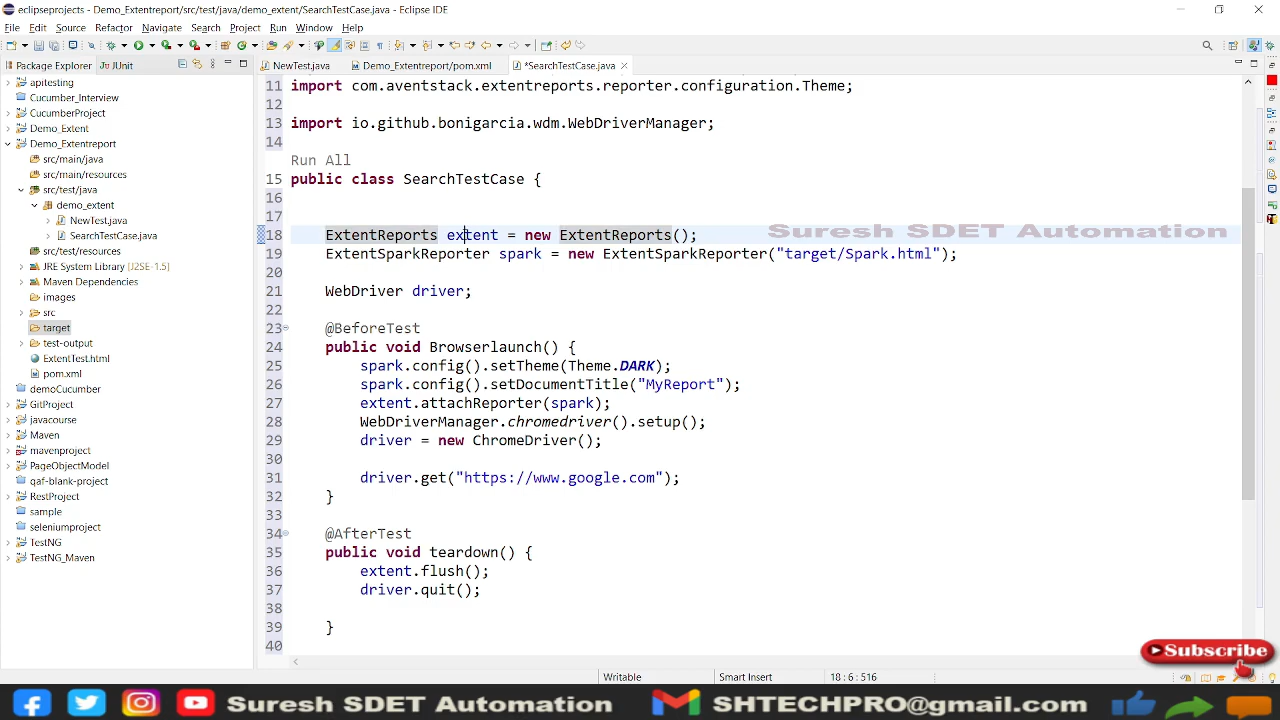 eclipseprojects - Demo_Extentreport/src/test/java/demo_extent/SearchTestCase.java - Eclipse IDE
File Edit Source Refactor Navigate Search Project Run Window Help
Package Explorer JUnit
NewTest.java Demo_Extentreport/pom.xml *SearchTestCase.java
apitesting
Cucumber_Interview
CucumberProject
Demo_Extent
Demo_Extentreport
src/main/java
src/main/resources
src/test/java
demo_extent
NewTest.java
SearchTestCase.java
src/test/resources
JRE System Library [J2SE-1.5]
Maven Dependencies
images
src
target
test-output
ExtentTest.html
pom.xml
demoCucumber
GitProject
javacourse
Maven
mavenproject
PageObjectModel
qaf-blank-project
RestProject
sample
seleniumproject
TestNG
TestNG_Maven
11 import com.aventstack.extentreports.reporter.configuration.Theme;
12
13 import io.github.bonigarcia.wdm.WebDriverManager;
14
Run All
15 public class SearchTestCase {
16
17
18 ExtentReports extent = new ExtentReports();
Suresh SDET Automation
19 ExtentSparkReporter spark = new ExtentSparkReporter("target/Spark.html");
20
21 WebDriver driver;
22
23 @BeforeTest
24 public void Browserlaunch() {
25 spark.config().setTheme(Theme.DARK);
26 spark.config().setDocumentTitle("MyReport");
27 extent.attachReporter(spark);
28 WebDriverManager.chromedriver().setup();
29 driver = new ChromeDriver();
30
31 driver.get("https://www.google.com");
32 }
33
34 @AfterTest
35 public void teardown() {
36 extent.flush();
37 driver.quit();
38
39 }
40
Subscribe
Writable Smart Insert 18 : 6 : 516
Suresh SDET Automation SHTECHPRO@gmail.com